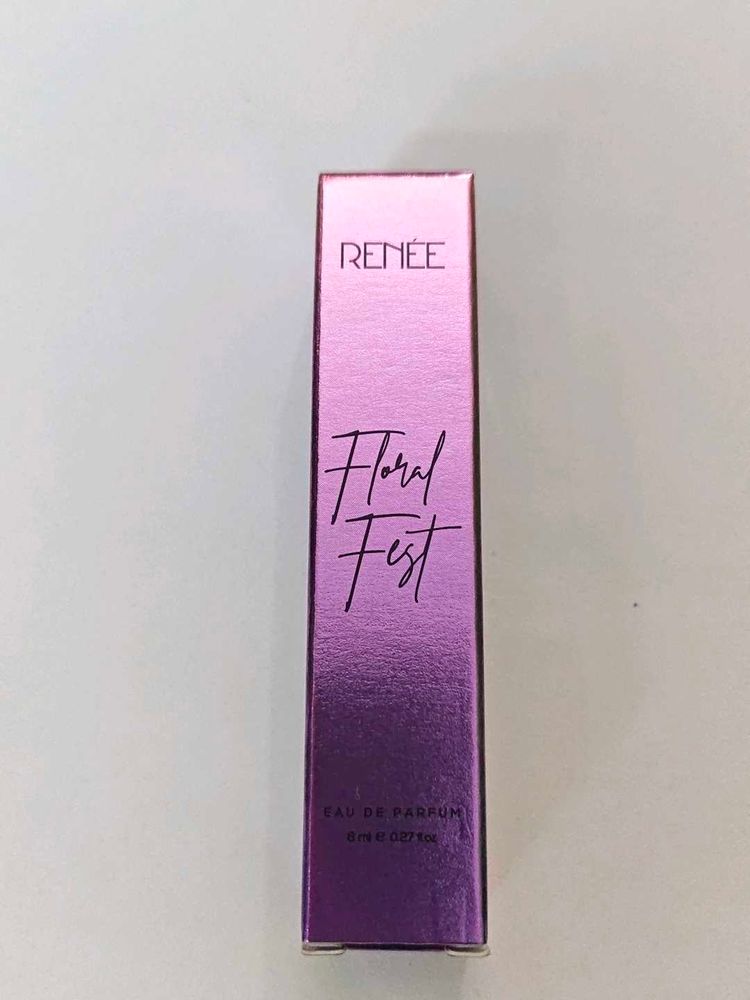 RENÉE
Floral
Fest
EAU DE PARFUM
8 ml ℮ 0.27 fl.oz